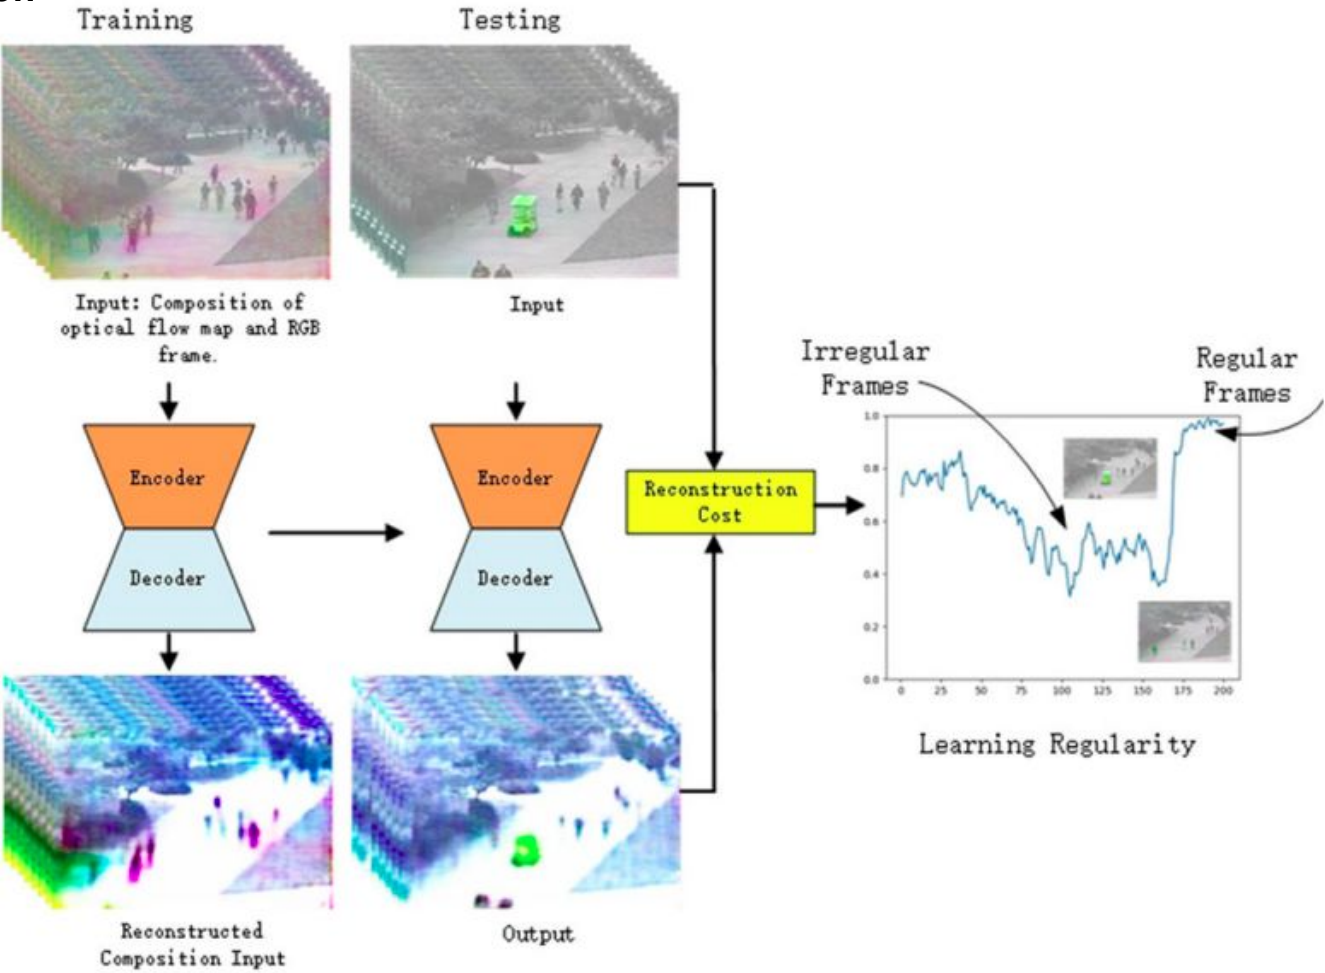 Training
Testing
Input: Composition of
optical flow map and RGB
frame.
Input
Encoder
Decoder
Encoder
Decoder
Reconstruction
Cost
Irregular
Frames
Regular
Frames
1.0
0.8
0.6
0.4
0.2
0.0
0 25 50 75 100 125 150 175 200
Learning Regularity
Reconstructed
Composition Input
Output